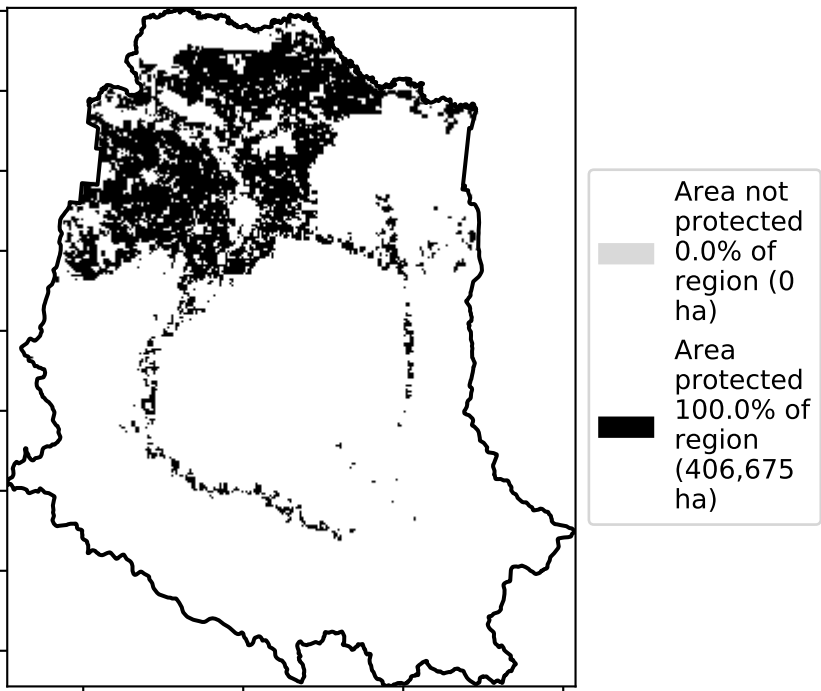 Area not
protected
0.0% of
region (0
ha)
Area
protected
100.0% of
region
(406,675
ha)